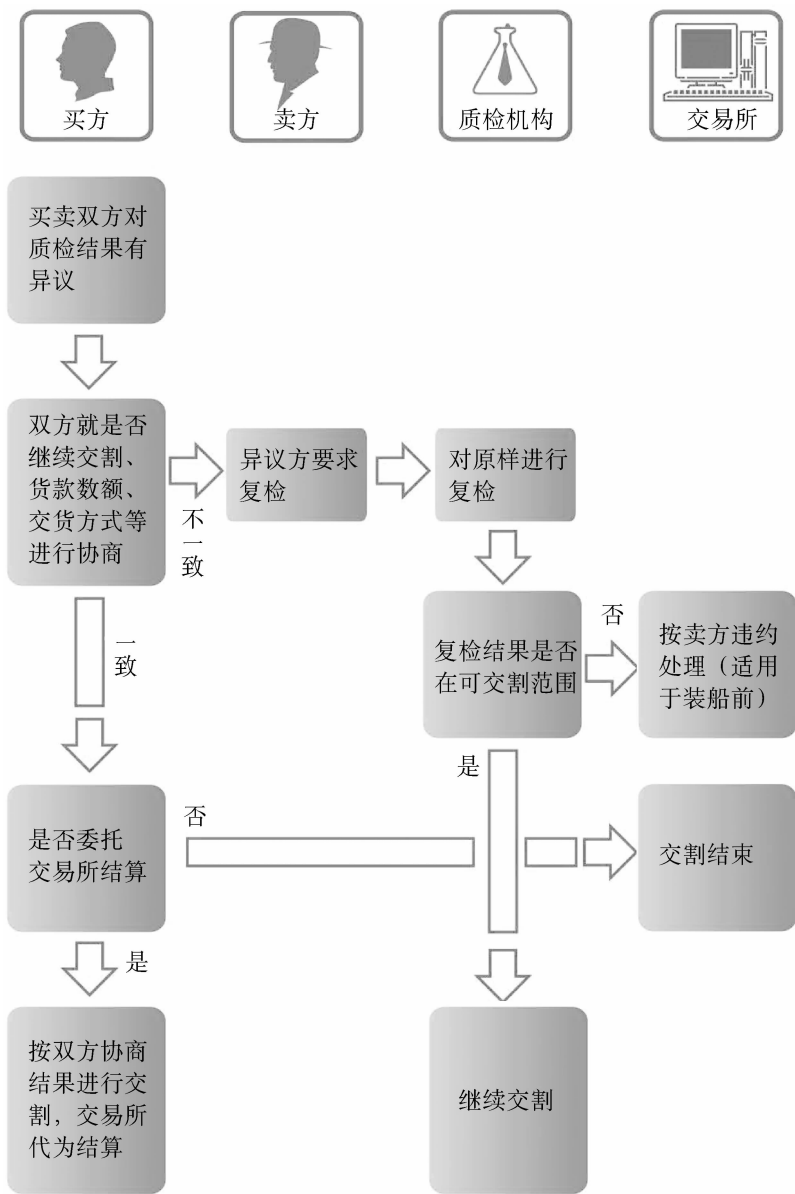 买方
卖方
质检机构
交易所
买卖双方对
质检结果有
异议
双方就是否
继续交割、
货款数额、
交货方式等
进行协商
不一致
异议方要求
复检
对原样进行
复检
一致
复检结果是否
在可交割范围
否
按卖方违约
处理（适用
于装船前）
是
是否委托
交易所结算
否
交割结束
是
按双方协商
结果进行交
割，交易所
代为结算
继续交割